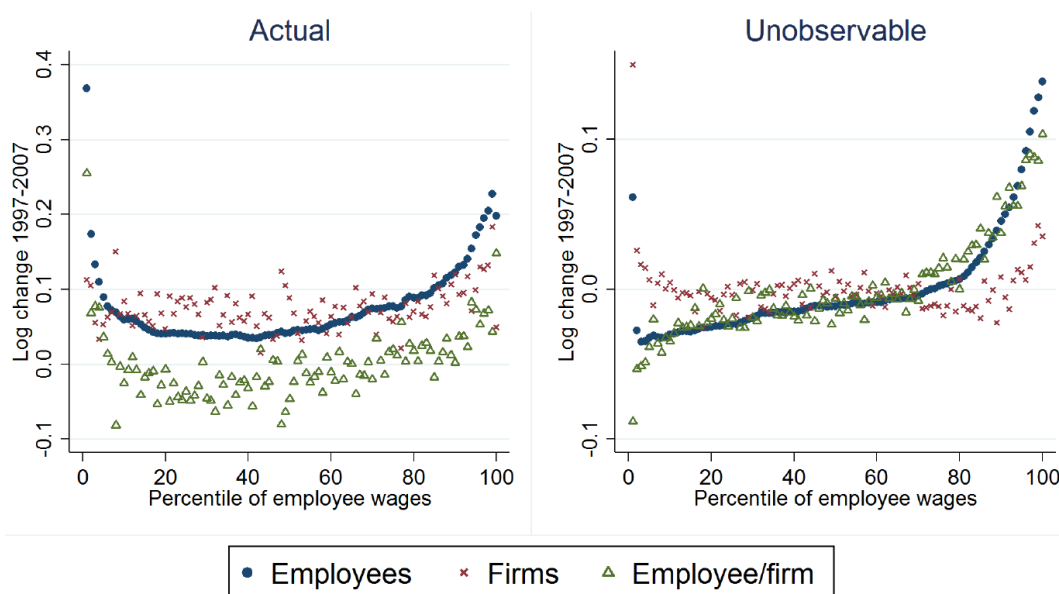 Actual
Unobservable
Log change 1997-2007
0.4
0.3
0.2
0.1
0.0
-0.1
0
20
40
60
80
100
Percentile of employee wages
Log change 1997-2007
0.1
0.0
-0.1
0
20
40
60
80
100
Percentile of employee wages
Employees
Firms
Employee/firm